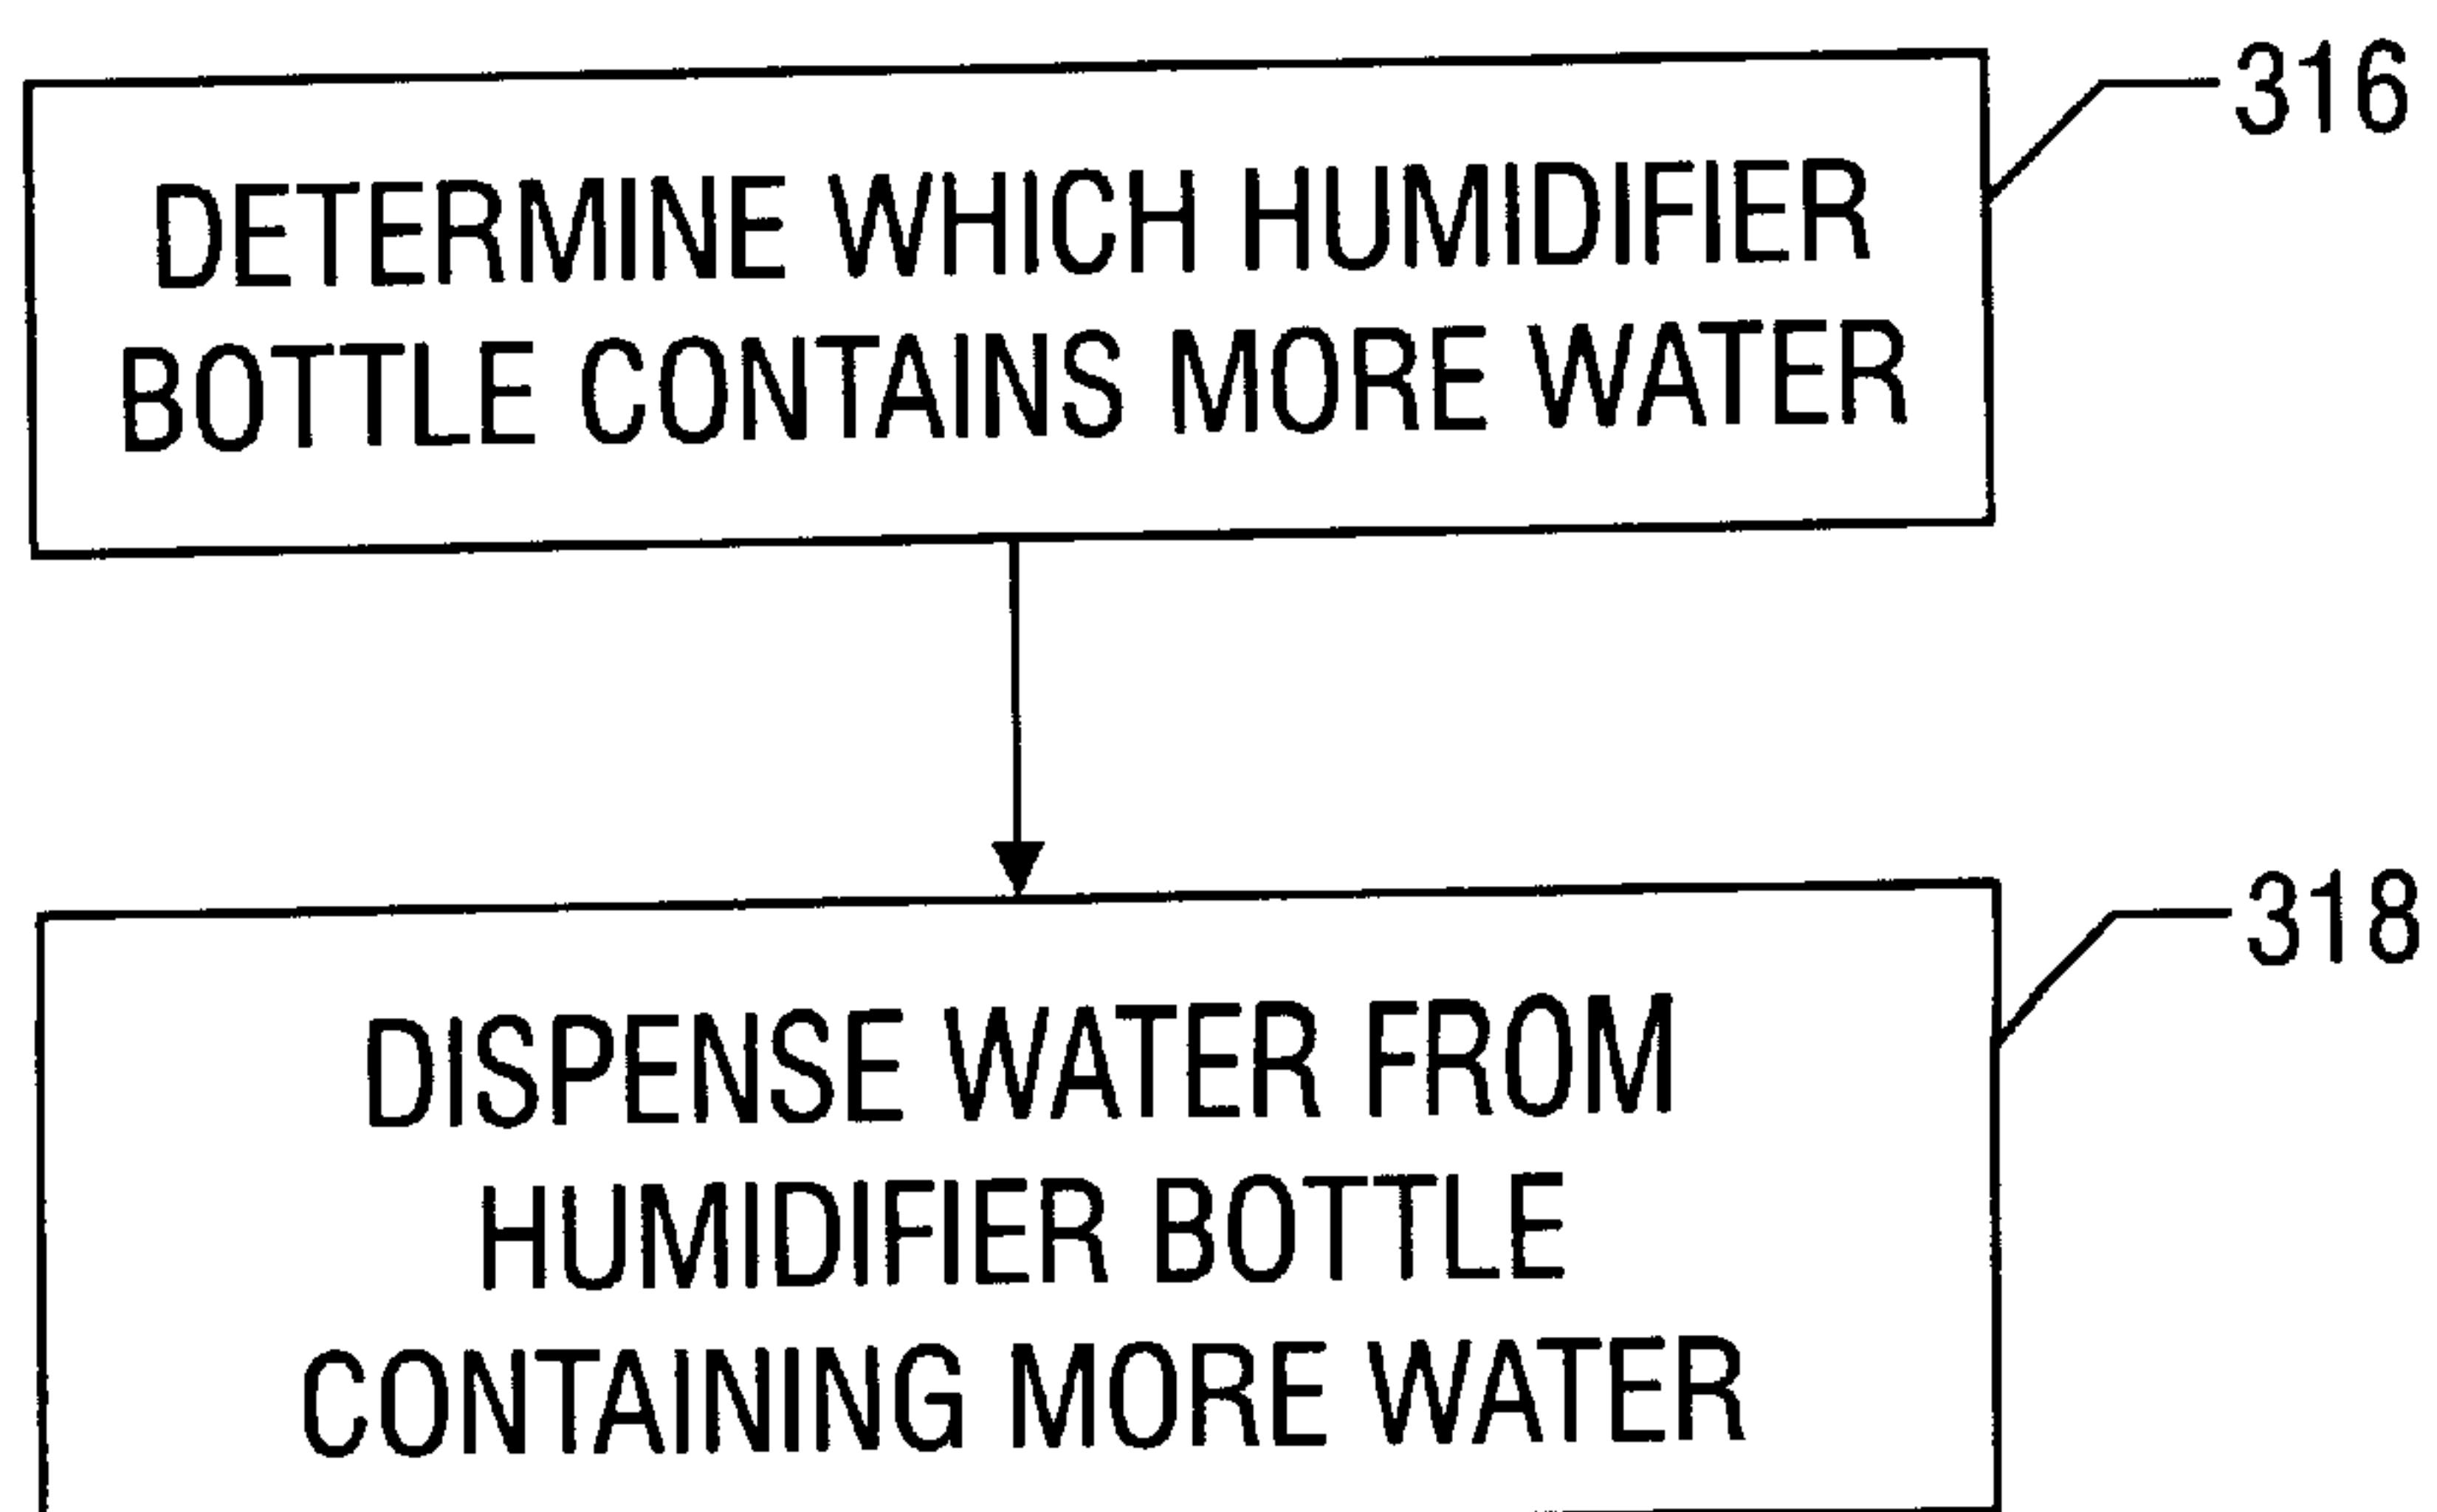 316
DETERMINE WHICH HUMIDIFIER
BOTTLE CONTAINS MORE WATER
318
DISPENSE WATER FROM
HUMIDIFIER BOTTLE
CONTAINING MORE WATER